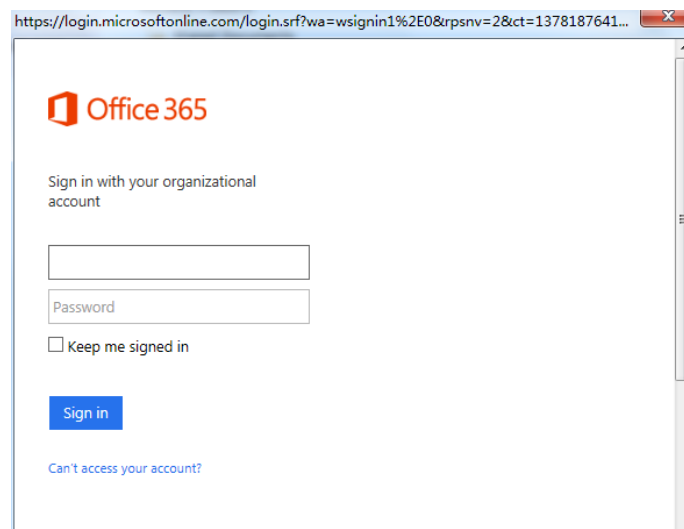 https://login.microsoftonline.com/login.srf?wa=wsignin1%2E0&rpsnv=2&ct=1378187641...
Office 365
Sign in with your organizational
account
Password
Keep me signed in
Sign in
Can't access your account?